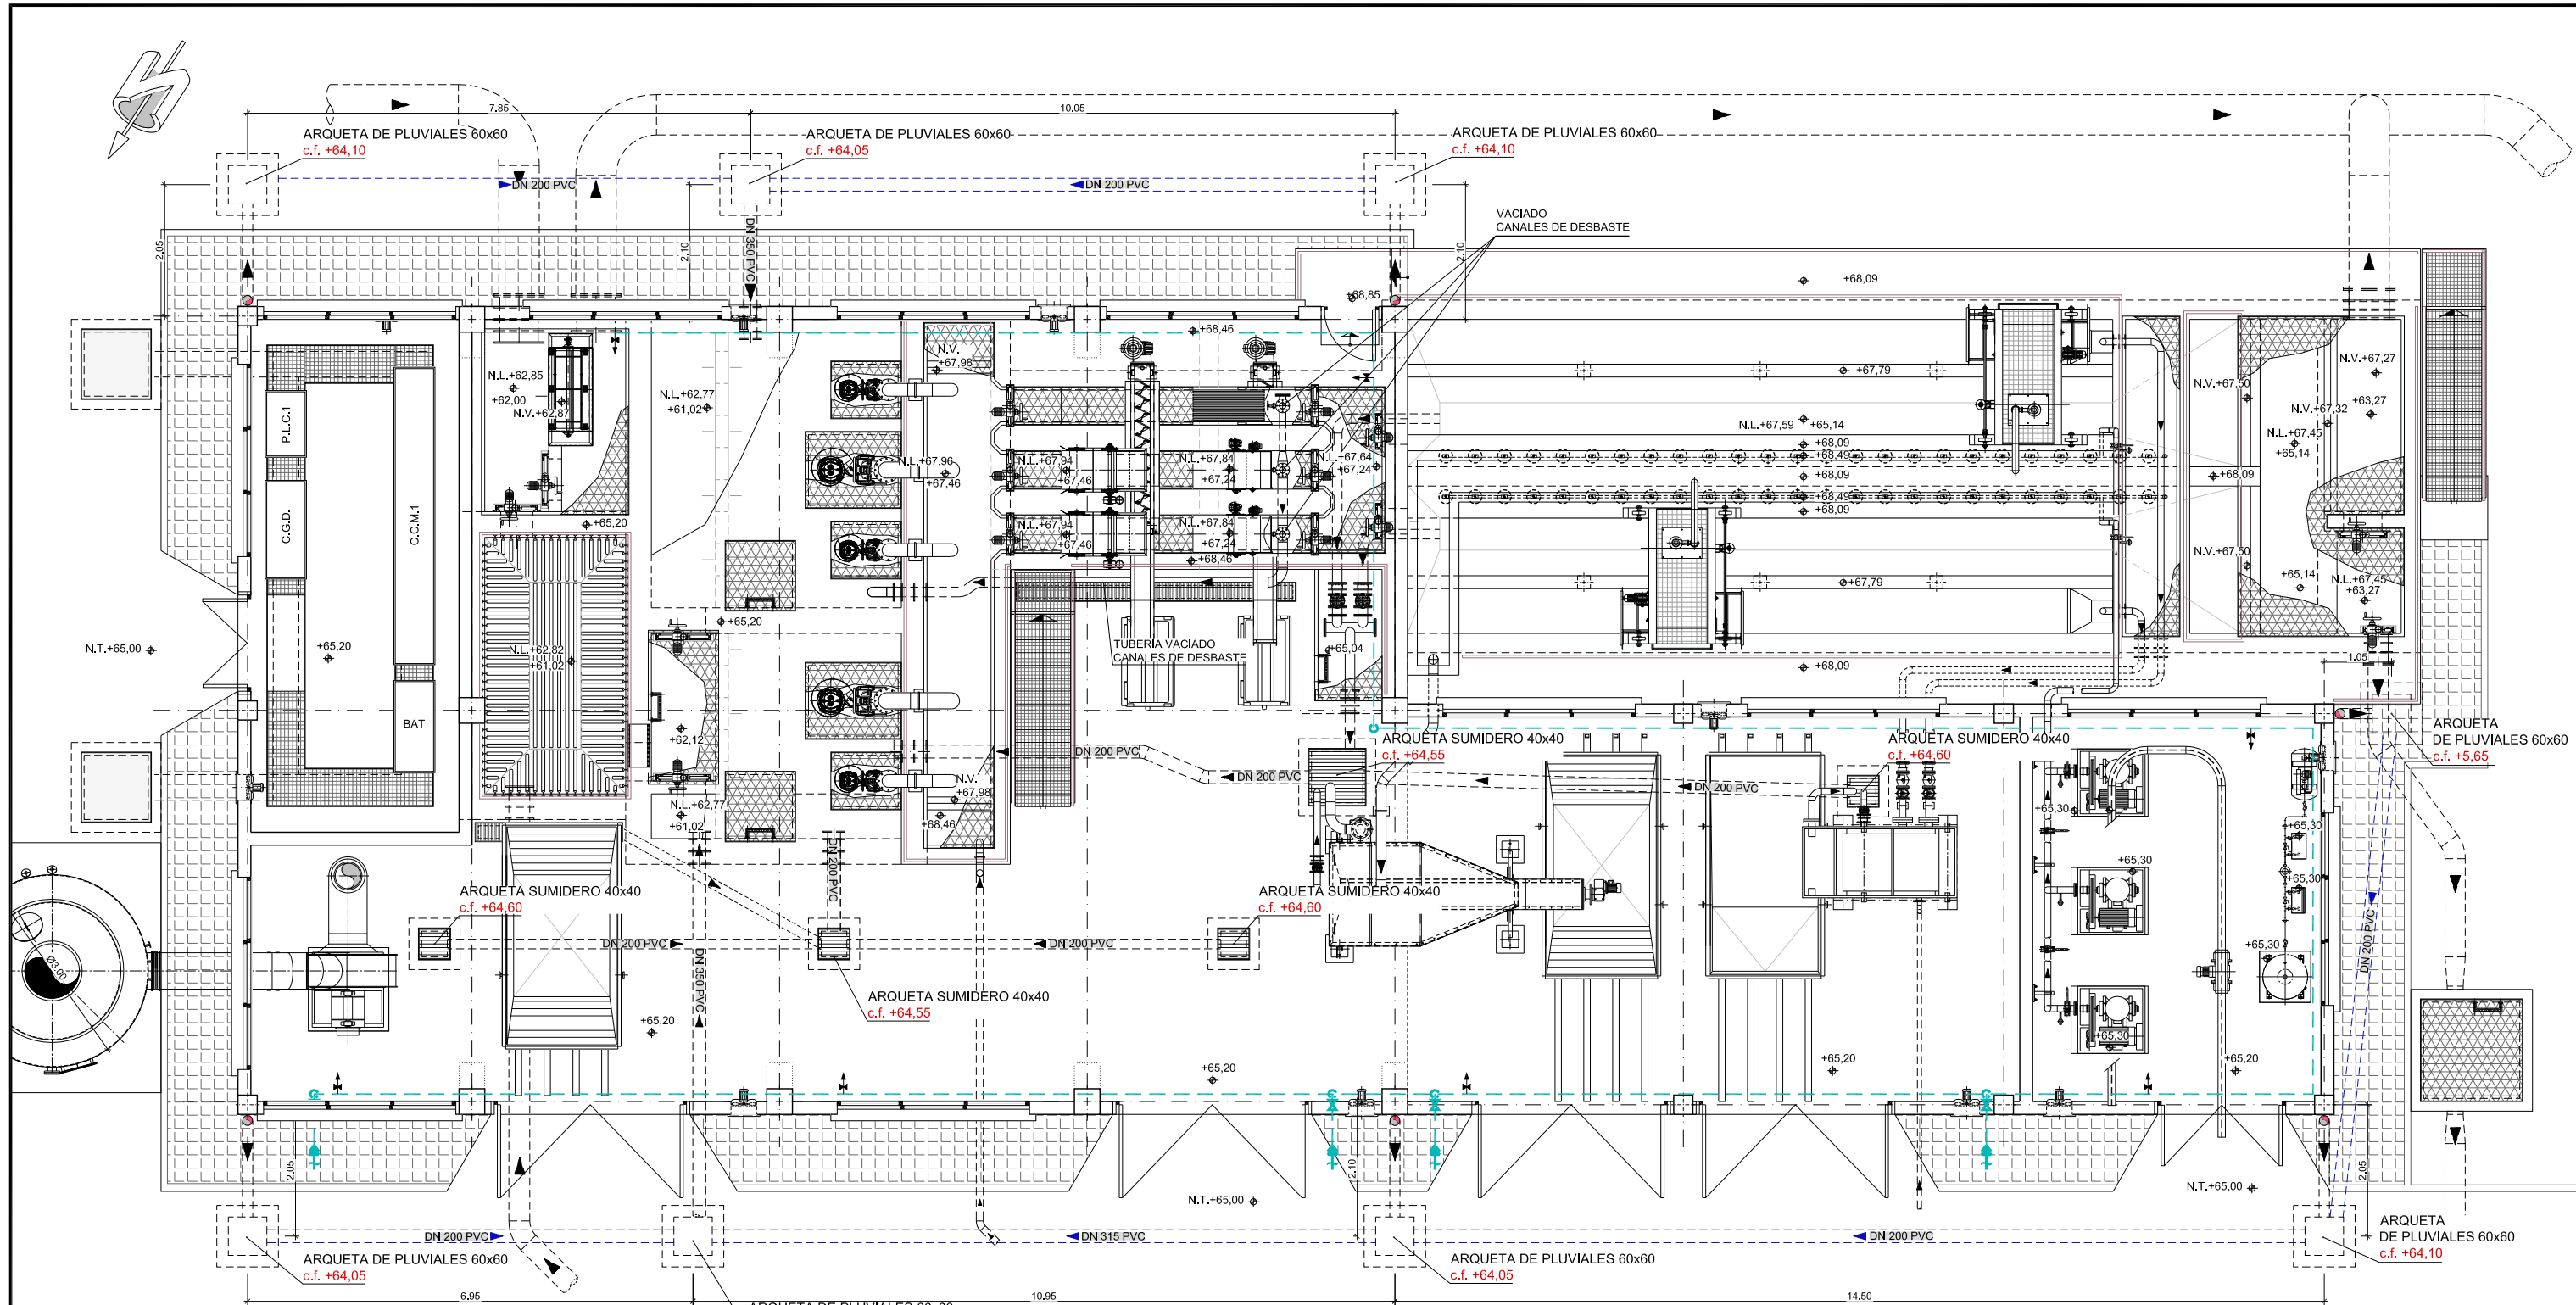 7.85
10.05
ARQUETA DE PLUVIALES 60x60
c.f. +64,10
ARQUETA DE PLUVIALES 60x60
c.f. +64,05
ARQUETA DE PLUVIALES 60x60
c.f. +64,10
DN 200 PVC
DN 200 PVC
DN 350 PVC
2,05
2,10
2,10
VACIADO
CANALES DE DESBASTE
+68,09
+68,85
+68,46
N.V.
+67,98
N.L.+62,85
+62,00
N.V.+62,87
N.L.+62,77
+61,02
N.V.+67,27
+67,79
N.V.+67,50
N.V.+67,32
+63,27
P.L.C.1
N.L.+67,59
+65,14
N.L.+67,45
+65,14
+68,09
+68,49
+68,09
+68,49
+68,09
+68,09
N.L.+67,96
+67,46
N.L.+67,94
+67,46
N.L.+67,84
+67,24
N.L.+67,64
+67,24
C.G.D.
C.C.M.1
+65,20
N.L.+67,94
+67,46
N.L.+67,84
+67,24
+68,46
N.V.+67,50
+67,79
+65,14
N.L.+67,45
+63,27
N.T.+65,00
+65,20
+65,20
N.L.+62,82
+61,02
TUBERÍA VACIADO
CANALES DE DESBASTE
+65,04
+68,09
1.05
BAT
+62,12
DN 200 PVC
ARQUETA SUMIDERO 40x40
c.f. +64,55
ARQUETA SUMIDERO 40x40
c.f. +64,60
ARQUETA
DE PLUVIALES 60x60
c.f. +5,65
DN 200 PVC
DN 200 PVC
N.V.
+67,98
+68,46
N.L.+62,77
+61,02
+65,30
+65,30
DN 200 PVC
ARQUETA SUMIDERO 40x40
c.f. +64,60
ARQUETA SUMIDERO 40x40
c.f. +64,60
+65,30
+65,30
DN 200 PVC
DN 200 PVC
+65,30
Ø3.00
DN 350 PVC
DN 200 PVC
ARQUETA SUMIDERO 40x40
c.f. +64,55
+65,20
+65,30
+65,20
+65,20
+65,20
2,05
2,10
2,05
N.T.+65,00
N.T.+65,00
DN 200 PVC
DN 315 PVC
DN 200 PVC
ARQUETA DE PLUVIALES 60x60
c.f. +64,05
ARQUETA DE PLUVIALES 60x60
c.f. +64,05
ARQUETA
DE PLUVIALES 60x60
c.f. +64,10
6.95
10.95
14.50